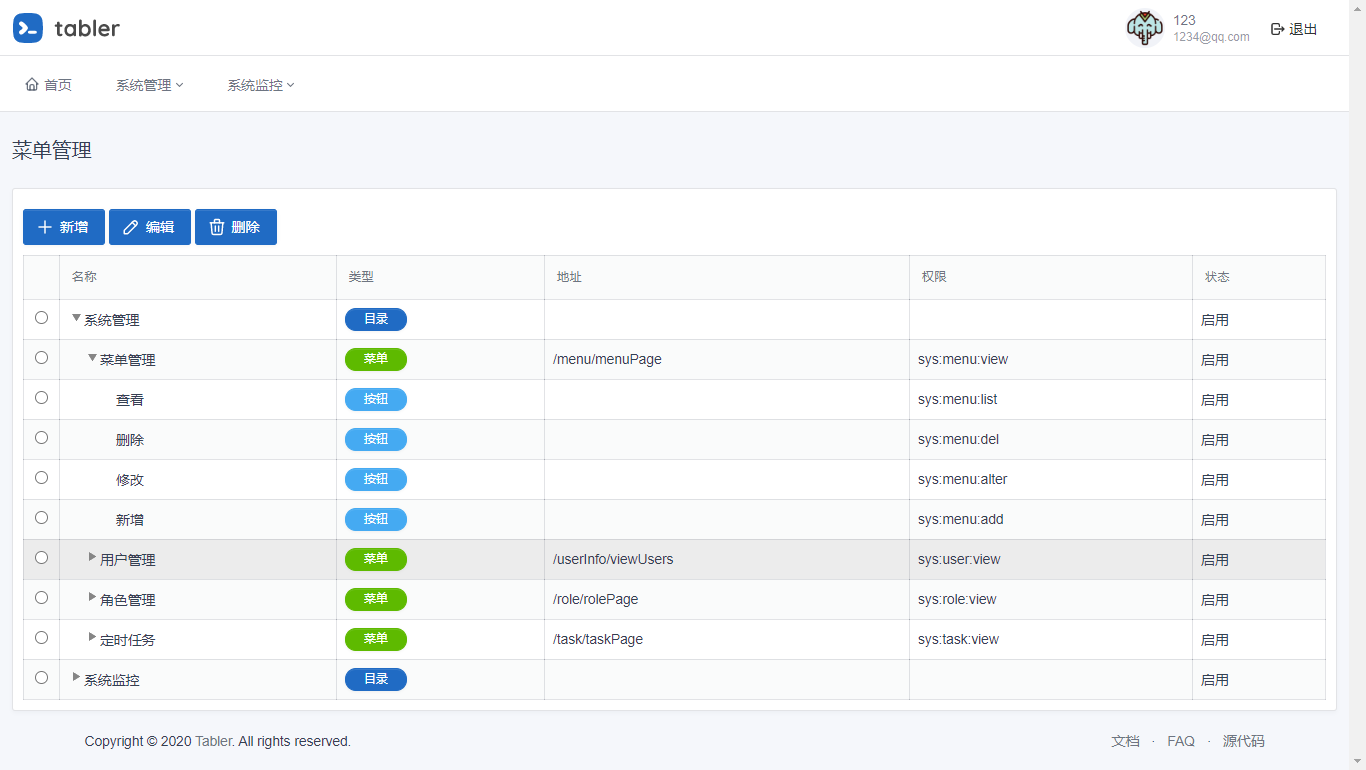 tabler
123
1234@qq.com
退出
首页 系统管理 系统监控
菜单管理
新增 编辑 删除
名称 类型 地址 权限 状态
系统管理 目录 启用
菜单管理 菜单 /menu/menuPage sys:menu:view 启用
查看 按钮 sys:menu:list 启用
删除 按钮 sys:menu:del 启用
修改 按钮 sys:menu:alter 启用
新增 按钮 sys:menu:add 启用
用户管理 菜单 /userInfo/viewUsers sys:user:view 启用
角色管理 菜单 /role/rolePage sys:role:view 启用
定时任务 菜单 /task/taskPage sys:task:view 启用
系统监控 目录 启用
Copyright © 2020 Tabler. All rights reserved. 文档 · FAQ · 源代码